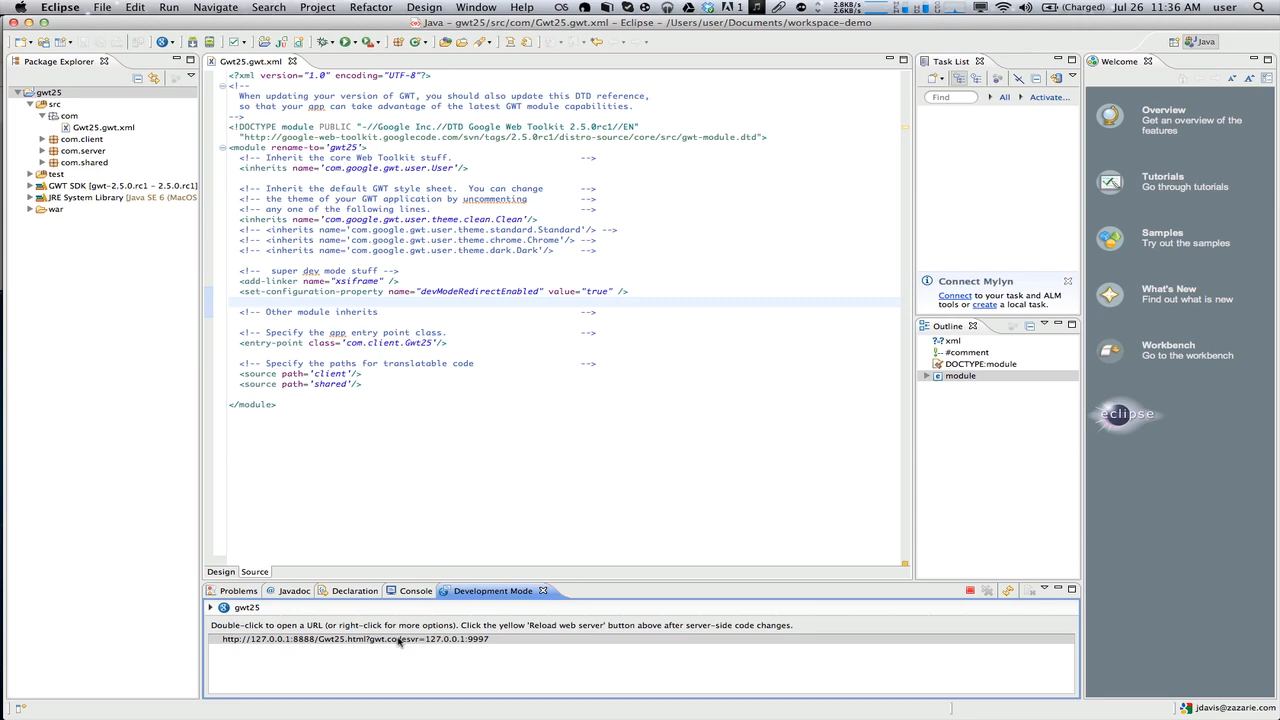 Eclipse File Edit Run Navigate Search Project Refactor Design Window Help
1
2.8KB/s
2.6KB/s
(Charged) Jul 20 11:36 AM user
Java – gwt25/src/com/Gwt25.gwt.xml – Eclipse – /Users/user/Documents/workspace-demo
Java
Package Explorer
gwt25
src
com
Gwt25.gwt.xml
com.client
com.server
com.shared
test
GWT SDK [gwt-2.5.0.rc1 - 2.5.0.rc1]
JRE System Library [Java SE 6 (MacOS
war
Gwt25.gwt.xml
<?xml version="1.0" encoding="UTF-8"?>
<!--
When updating your version of GWT, you should also update this DTD reference,
so that your app can take advantage of the latest GWT module capabilities.
-->
<!DOCTYPE module PUBLIC "-//Google Inc.//DTD Google Web Toolkit 2.5.0rc1//EN"
"http://google-web-toolkit.googlecode.com/svn/tags/2.5.0rc1/distro-source/core/src/gwt-module.dtd">
<module rename-to='gwt25'>
<!-- Inherit the core Web Toolkit stuff. -->
<inherits name='com.google.gwt.user.User'/>
<!-- Inherit the default GWT style sheet. You can change -->
<!-- the theme of your GWT application by uncommenting -->
<!-- any one of the following lines. -->
<inherits name='com.google.gwt.user.theme.clean.Clean'/>
<!-- <inherits name='com.google.gwt.user.theme.standard.Standard'/> -->
<!-- <inherits name='com.google.gwt.user.theme.chrome.Chrome'/> -->
<!-- <inherits name='com.google.gwt.user.theme.dark.Dark'/> -->
<!-- super dev mode stuff -->
<add-linker name="xsiframe" />
<set-configuration-property name="devModeRedirectEnabled" value="true" />
<!-- Other module inherits -->
<!-- Specify the app entry point class. -->
<entry-point class='com.client.Gwt25'/>
<!-- Specify the paths for translatable code -->
<source path='client'/>
<source path='shared'/>
</module>
Design Source
Task List
Find All Activate...
Connect Mylyn
Connect to your task and ALM
tools or create a local task.
Outline
xml
#comment
DOCTYPE:module
module
Welcome
Overview
Get an overview of the
features
Tutorials
Go through tutorials
Samples
Try out the samples
What's New
Find out what is new
Workbench
Go to the workbench
eclipse
Problems Javadoc Declaration Console Development Mode
gwt25
Double-click to open a URL (or right-click for more options). Click the yellow 'Reload web server' button above after server-side code changes.
http://127.0.0.1:8888/Gwt25.html?gwt.codesvr=127.0.0.1:9997
jdavis@zazarie.com